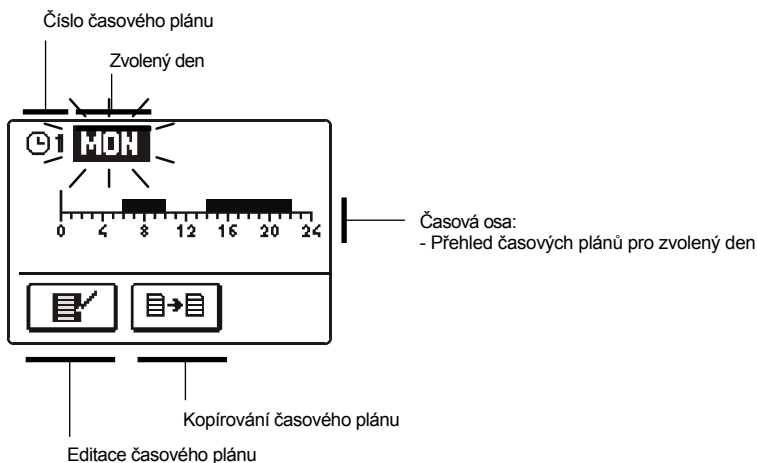 Číslo časového plánu
Zvolený den
1 MON
0 4 8 12 16 20 24
Časová osa:
- Přehled časových plánů pro zvolený den
Kopírování časového plánu
Editace časového plánu